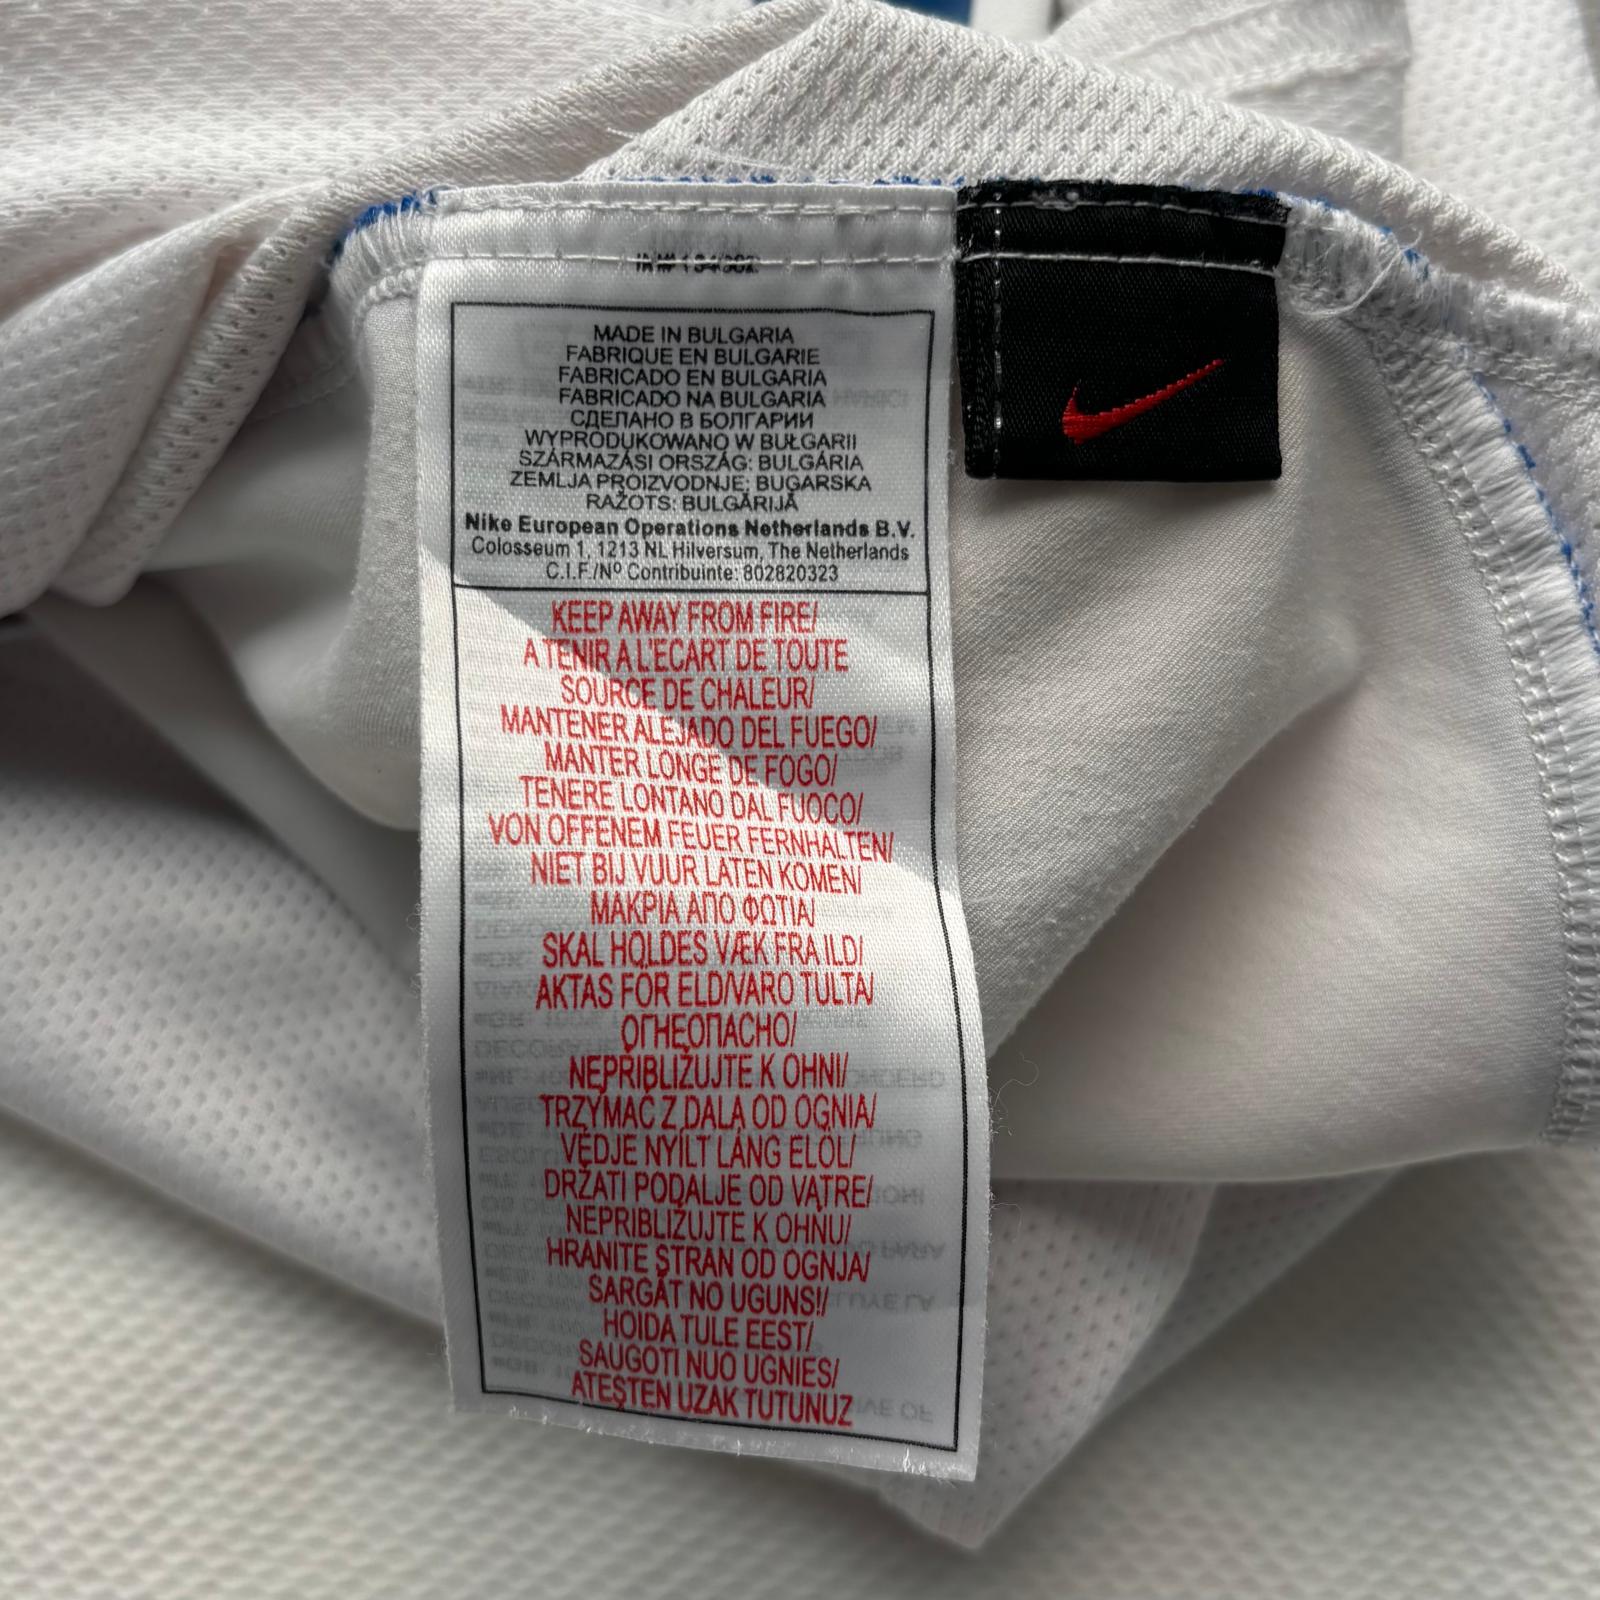 MADE IN BULGARIA
FABRIQUE EN BULGARIE
FABRICADO EN BULGARIA
FABRICADO NA BULGARIA
СДЕЛАНО В БОЛГАРИИ
WYPRODUKOWANO W BUŁGARII
SZÁRMAZÁSI ORSZÁG: BULGÁRIA
ZEMLJA PROIZVODNJE: BUGARSKA
RAŽOTS: BULGĀRIJĀ
Nike European Operations Netherlands B.V.
Colosseum 1, 1213 NL Hilversum, The Netherlands
C.I.F./Nº Contribuinte: 802820323
KEEP AWAY FROM FIRE/
A TENIR A L'ECART DE TOUTE
SOURCE DE CHALEUR/
MANTENER ALEJADO DEL FUEGO/
MANTER LONGE DE FOGO/
TENERE LONTANO DAL FUOCO/
VON OFFENEM FEUER FERNHALTEN/
NIET BIJ VUUR LATEN KOMEN/
ΜΑΚΡΙΑ ΑΠΟ ΦΩΤΙΑ/
SKAL HOLDES VÆK FRA ILD/
AKTAS FÖR ELD/VARO TULTA/
ОГНЕОПАСНО/
NEPŘIBLIŽUJTE K OHNI/
TRZYMAĆ Z DALA OD OGNIA/
VÉDJE NYÍLT LÁNG ELÖL/
DRŽATI PODALJE OD VATRE/
NEPRIBLIŽUJTE K OHŇU/
HRANITE STRAN OD OGNJA/
SARGĀT NO UGUNS!/
HOIDA TULE EEST/
SAUGOTI NUO UGNIES/
ATEŞTEN UZAK TUTUNUZ